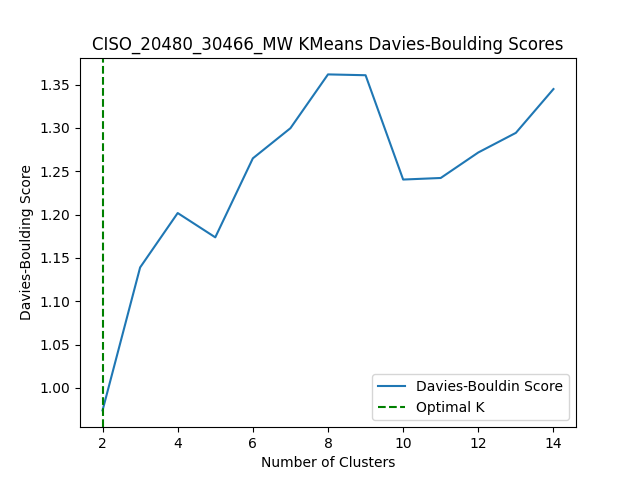 CISO_20480_30466_MW KMeans Davies-Boulding Scores
Davies-Boulding Score
1.35
1.30
1.25
1.20
1.15
1.10
1.05
1.00
Davies-Bouldin Score
Optimal K
2 4 6 8 10 12 14
Number of Clusters